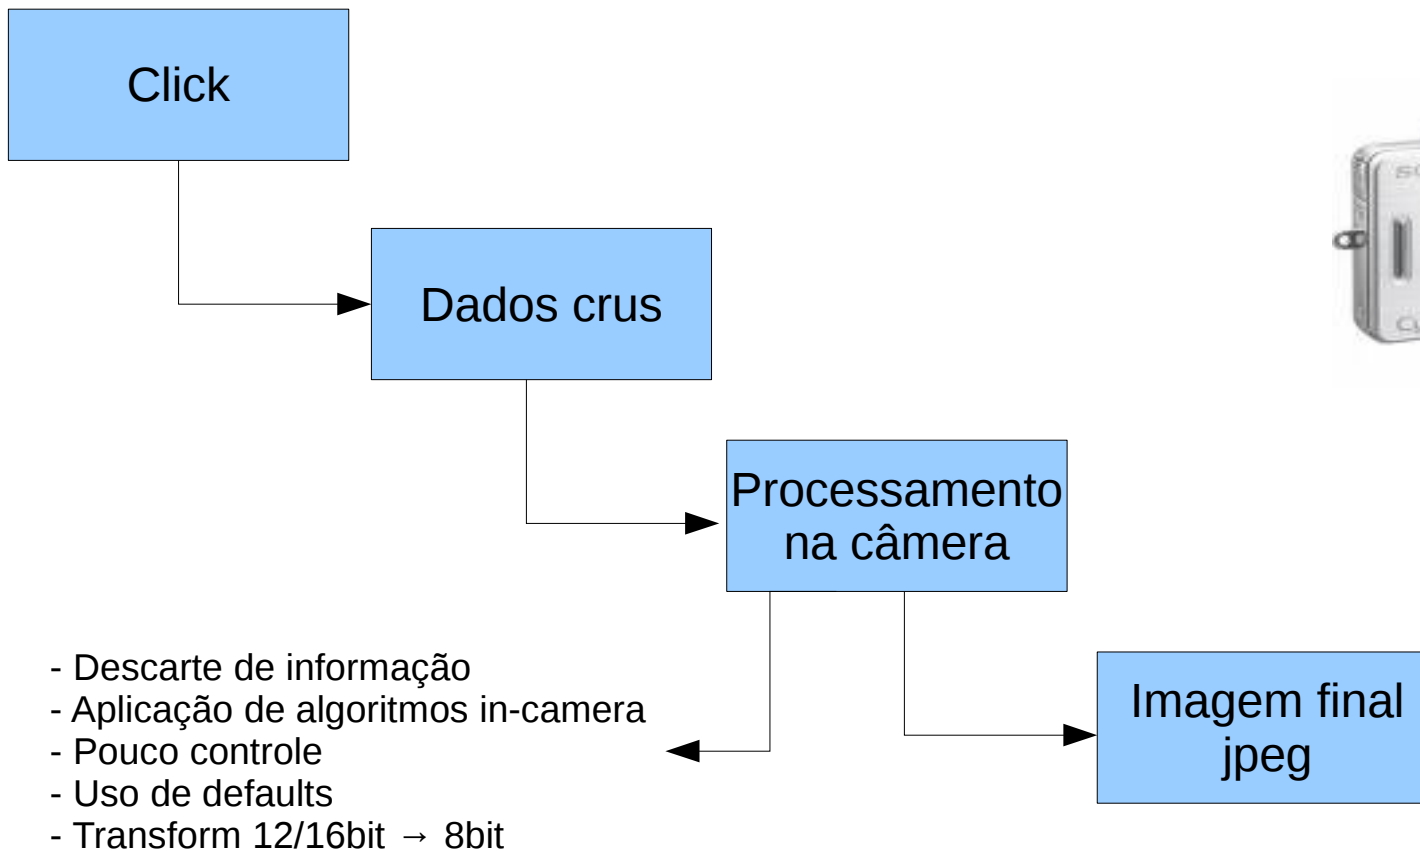 Click
Dados crus
Processamento
na câmera
- Descarte de informação
- Aplicação de algoritmos in-camera
- Pouco controle
- Uso de defaults
- Transform 12/16bit → 8bit
Imagem final
jpeg